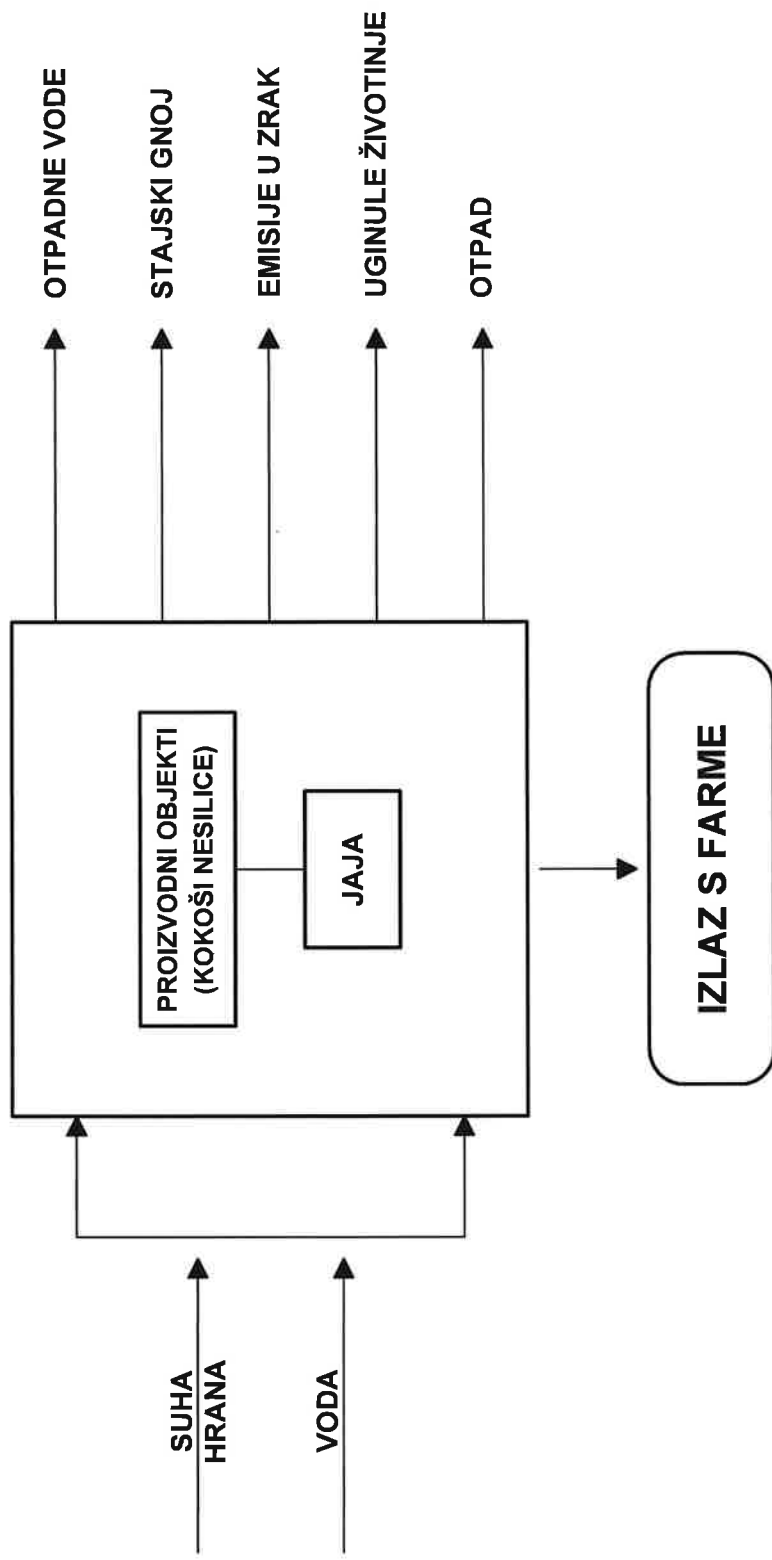 SUHA
HRANA
VODA
PROIZVODNI OBJEKTI
(KOKOŠI NESILICE)
JAJA
OTPADNE VODE
STAJSKI GNOJ
EMISIJE U ZRAK
UGINULE ŽIVOTINJE
OTPAD
IZLAZ S FARME